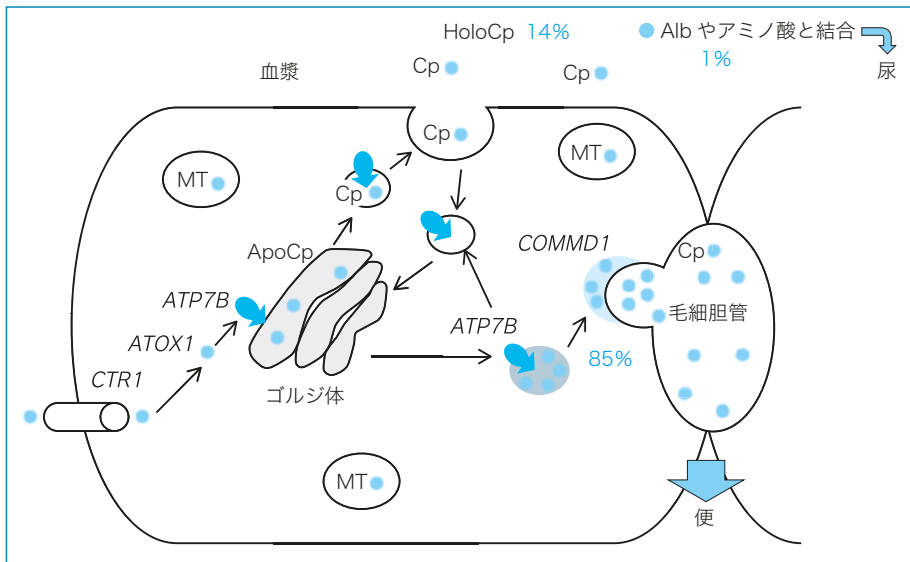 HoloCp 14%
Alb やアミノ酸と結合
1%
尿
血漿
Cp
Cp
Cp
MT
MT
Cp
COMMD1
Cp
ApoCp
ATP7B
毛細胆管
ATP7B
ATOX1
85%
CTR1
ゴルジ体
MT
便